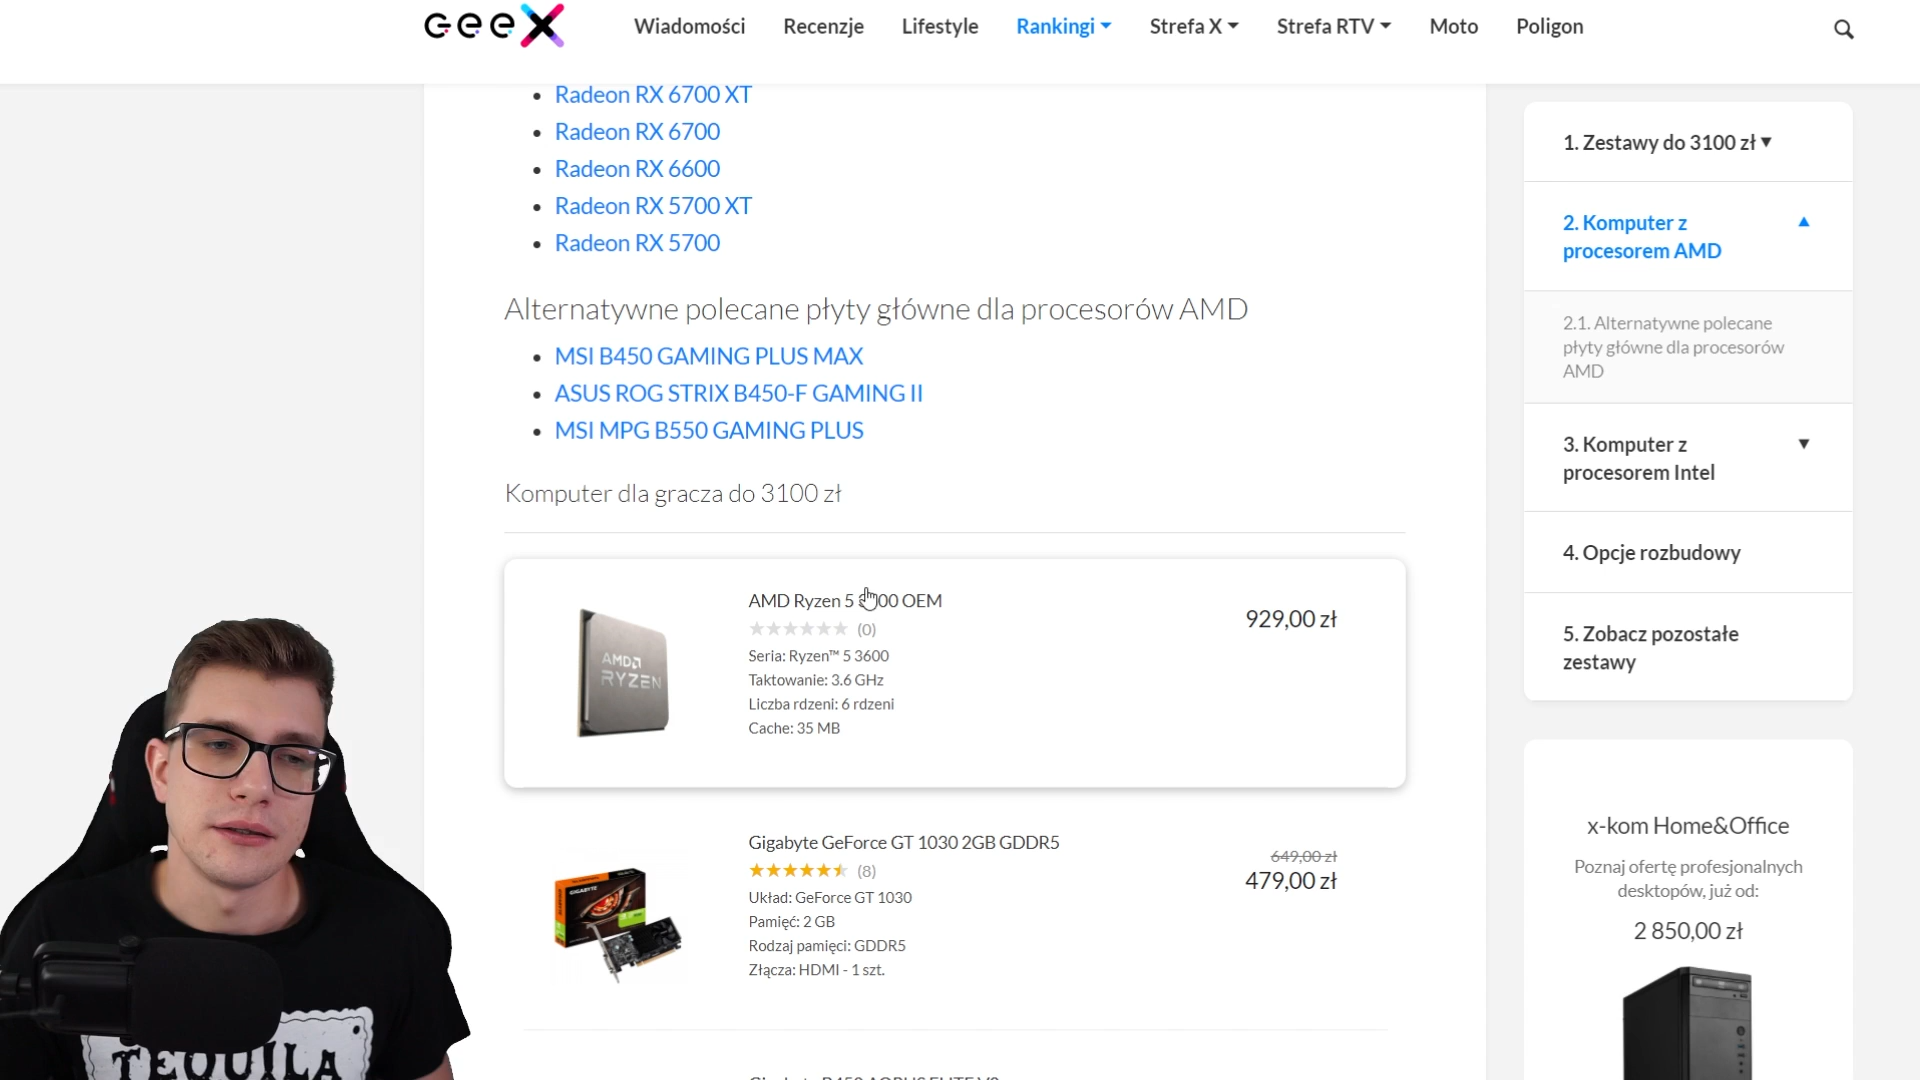 GeeX
Wiadomości
Recenzje
Lifestyle
Rankingi
Strefa X
Strefa RTV
Moto
Poligon
Radeon RX 6700 XT
Radeon RX 6700
Radeon RX 6600
Radeon RX 5700 XT
Radeon RX 5700
Alternatywne polecane płyty główne dla procesorów AMD
MSI B450 GAMING PLUS MAX
ASUS ROG STRIX B450-F GAMING II
MSI MPG B550 GAMING PLUS
Komputer dla gracza do 3100 zł
AMD Ryzen 5 3600 OEM
(0)
929,00 zł
Seria: Ryzen™ 5 3600
Taktowanie: 3.6 GHz
Liczba rdzeni: 6 rdzeni
Cache: 35 MB
AMD
RYZEN
Gigabyte GeForce GT 1030 2GB GDDR5
(8)
649,00 zł
479,00 zł
Układ: GeForce GT 1030
Pamięć: 2 GB
Rodzaj pamięci: GDDR5
Złącza: HDMI - 1 szt.
GIGABYTE
1. Zestawy do 3100 zł
2. Komputer z
procesorem AMD
2.1. Alternatywne polecane
płyty główne dla procesorów
AMD
3. Komputer z
procesorem Intel
4. Opcje rozbudowy
5. Zobacz pozostałe
zestawy
x-kom Home&Office
Poznaj ofertę profesjonalnych
desktopów, już od:
2 850,00 zł
TEQUILA